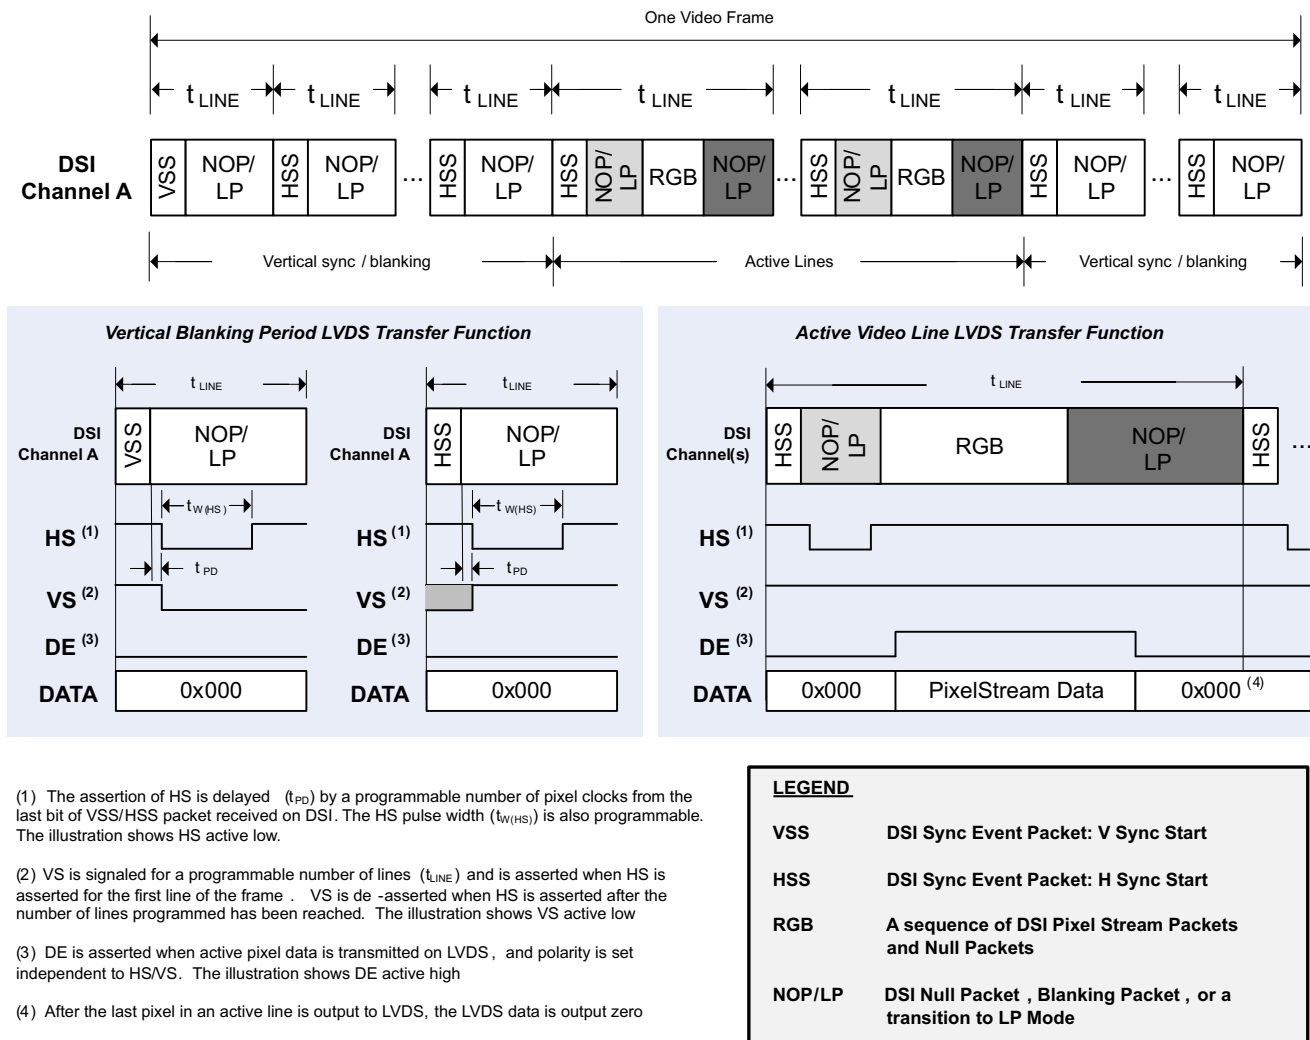 One Video Frame
t LINE t LINE t LINE t LINE t LINE t LINE t LINE
DSI
Channel A
VSS NOP/
LP HSS NOP/
LP ... HSS NOP/
LP HSS NOP/
LP RGB NOP/
LP ... HSS NOP/
LP RGB NOP/
LP HSS NOP/
LP ... HSS NOP/
LP
Vertical sync / blanking Active Lines Vertical sync / blanking
Vertical Blanking Period LVDS Transfer Function
t LINE
DSI
Channel A
VSS NOP/
LP
t W(HS)
HS (1)
t PD
VS (2)
DE (3)
DATA 0x000
t LINE
DSI
Channel A
HSS NOP/
LP
t W(HS)
HS (1)
t PD
VS (2)
DE (3)
DATA 0x000
Active Video Line LVDS Transfer Function
t LINE
DSI
Channel(s)
HSS NOP/
LP RGB NOP/
LP HSS ...
HS (1)
VS (2)
DE (3)
DATA 0x000 PixelStream Data 0x000 (4)
(1) The assertion of HS is delayed (tPD) by a programmable number of pixel clocks from the
last bit of VSS/HSS packet received on DSI. The HS pulse width (tW(HS)) is also programmable.
The illustration shows HS active low.
(2) VS is signaled for a programmable number of lines (tLINE) and is asserted when HS is
asserted for the first line of the frame . VS is de -asserted when HS is asserted after the
number of lines programmed has been reached. The illustration shows VS active low
(3) DE is asserted when active pixel data is transmitted on LVDS , and polarity is set
independent to HS/VS. The illustration shows DE active high
(4) After the last pixel in an active line is output to LVDS, the LVDS data is output zero
LEGEND
VSS DSI Sync Event Packet: V Sync Start
HSS DSI Sync Event Packet: H Sync Start
RGB A sequence of DSI Pixel Stream Packets
and Null Packets
NOP/LP DSI Null Packet , Blanking Packet , or a
transition to LP Mode